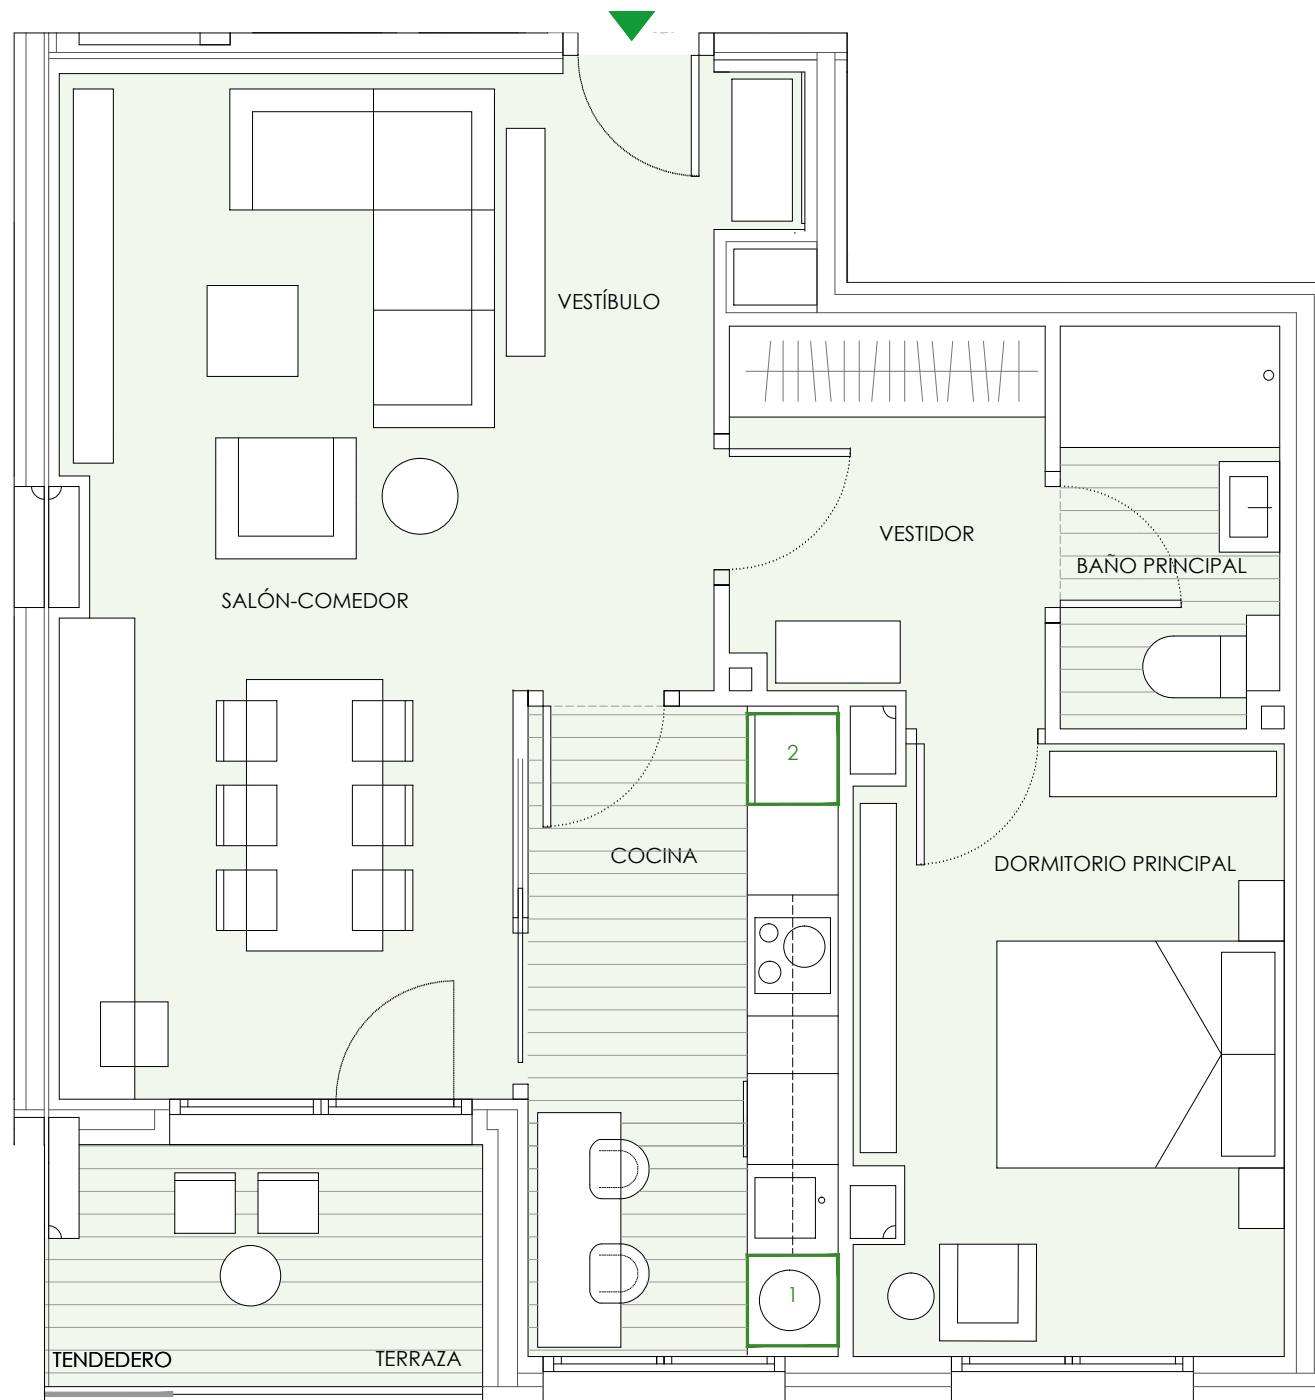 VESTÍBULO
VESTIDOR
BAÑO PRINCIPAL
SALÓN-COMEDOR
2
COCINA
DORMITORIO PRINCIPAL
1
TENDEDERO
TERRAZA